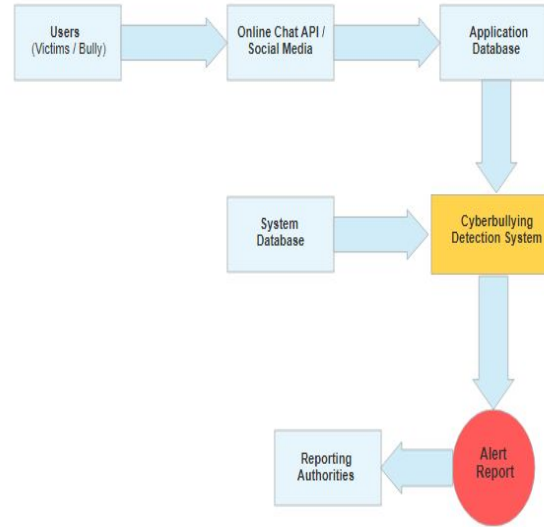 Users
(Victims / Bully)
Online Chat API /
Social Media
Application
Database
System
Database
Cyberbullying
Detection System
Alert
Report
Reporting
Authorities